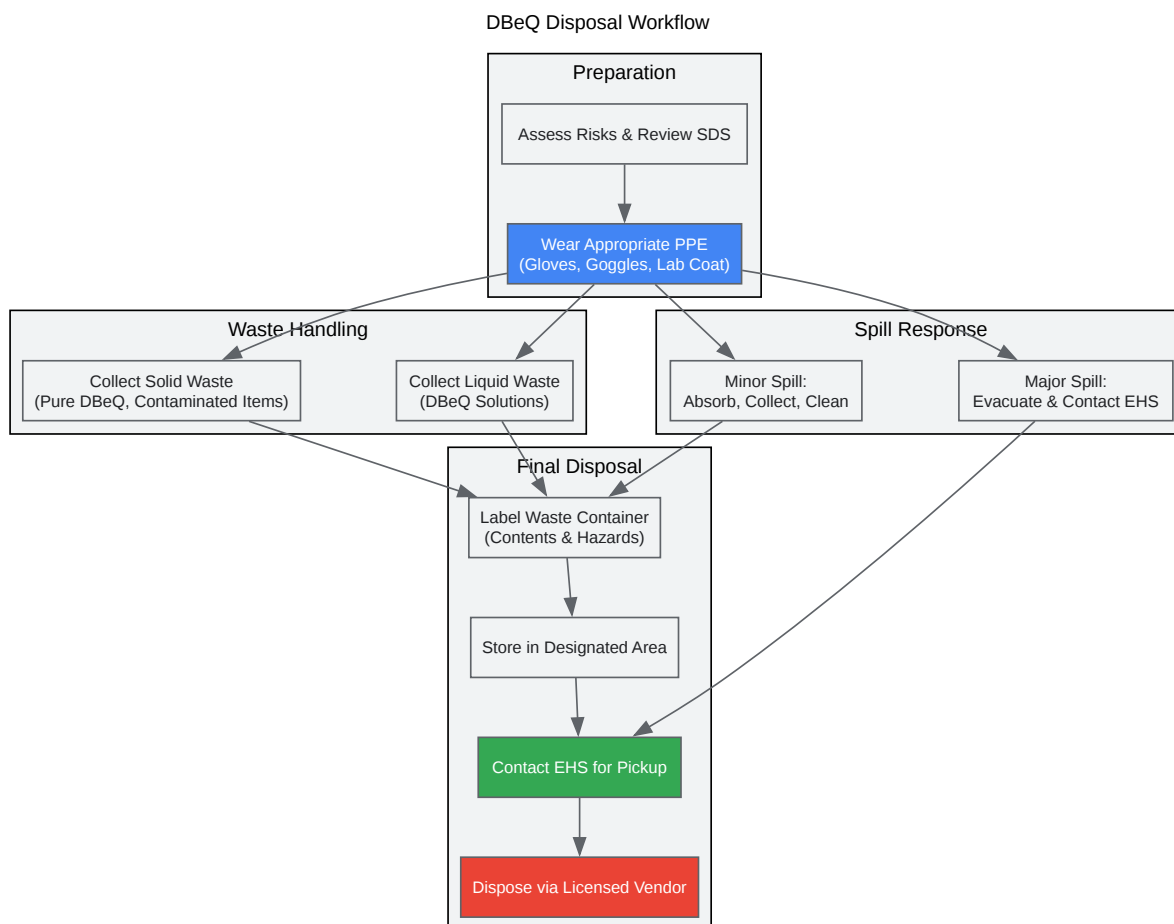 DBeQ Disposal Workflow
Preparation
Assess Risks & Review SDS
Wear Appropriate PPE
(Gloves, Goggles, Lab Coat)
Waste Handling
Collect Solid Waste
(Pure DBeQ, Contaminated Items)
Collect Liquid Waste
(DBeQ Solutions)
Spill Response
Minor Spill:
Absorb, Collect, Clean
Major Spill:
Evacuate & Contact EHS
Final Disposal
Label Waste Container
(Contents & Hazards)
Store in Designated Area
Contact EHS for Pickup
Dispose via Licensed Vendor